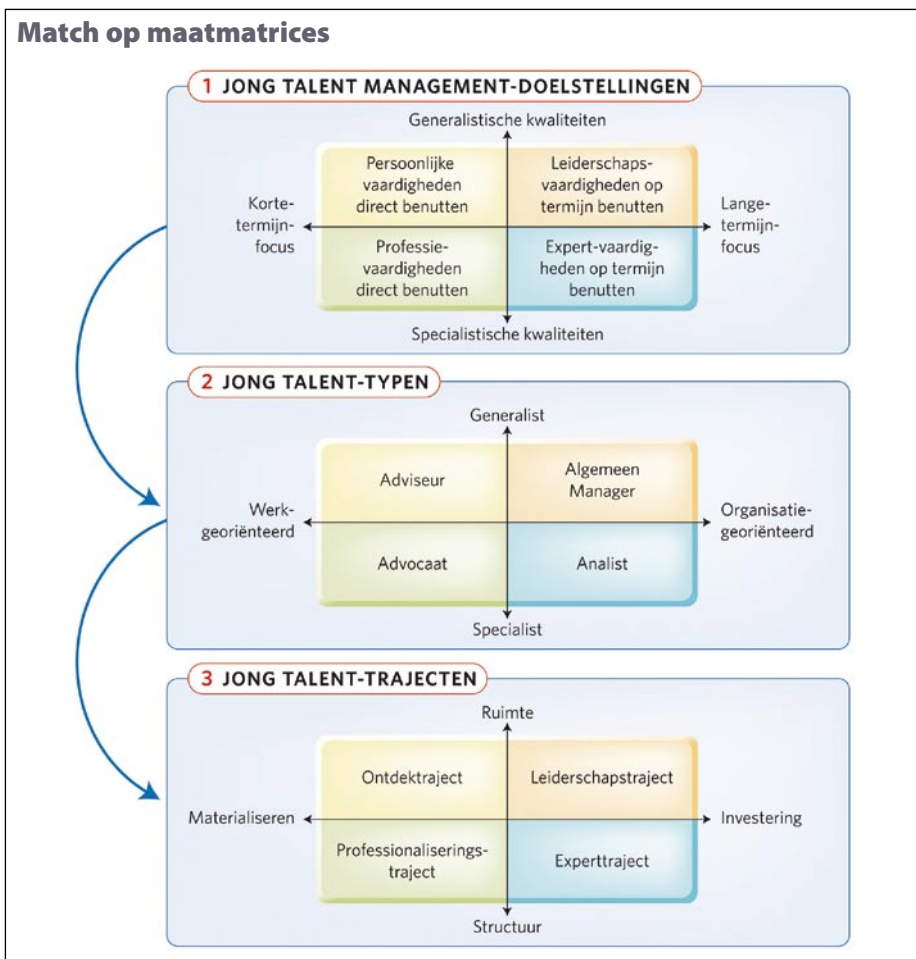 Match op maatmatrices
1 JONG TALENT MANAGEMENT-DOELSTELLINGEN
Generalistische kwaliteiten
Persoonlijke
vaardigheden
direct benutten
Leiderschaps-
vaardigheden op
termijn benutten
Korte-
termijn-
focus
Lange-
termijn-
focus
Professie-
vaardigheden
direct benutten
Expert-vaardig-
heden op termijn
benutten
Specialistische kwaliteiten
2 JONG TALENT-TYPEN
Generalist
Adviseur
Algemeen
Manager
Werk-
georiënteerd
Organisatie-
georiënteerd
Advocaat
Analist
Specialist
3 JONG TALENT-TRAJECTEN
Ruimte
Ontdektraject
Leiderschapstraject
Materialiseren
Investering
Professionaliserings-
traject
Experttraject
Structuur